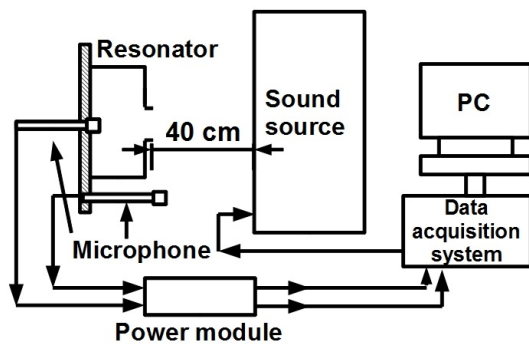 Resonator
Sound
source
PC
40 cm
Data
acquisition
system
Microphone
Power module